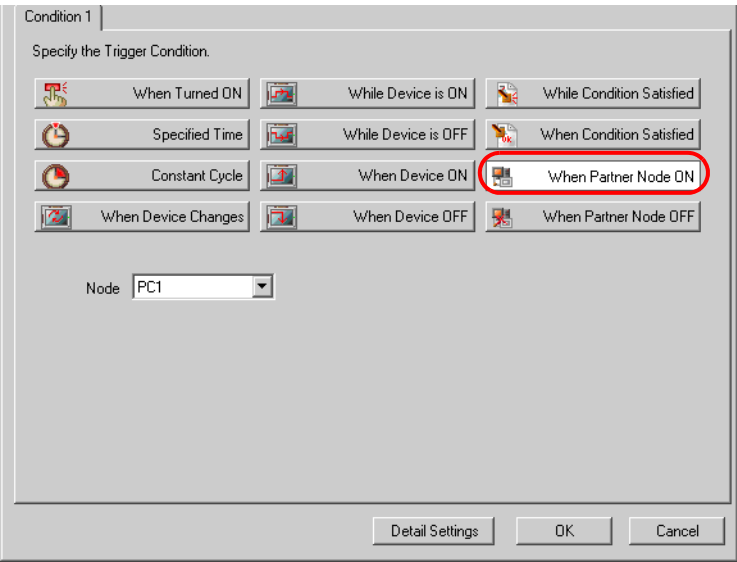 Condition 1
Specify the Trigger Condition.
When Turned ON While Device is ON While Condition Satisfied
Specified Time While Device is OFF When Condition Satisfied
Constant Cycle When Device ON When Partner Node ON
When Device Changes When Device OFF When Partner Node OFF
Node PC1
Detail Settings OK Cancel